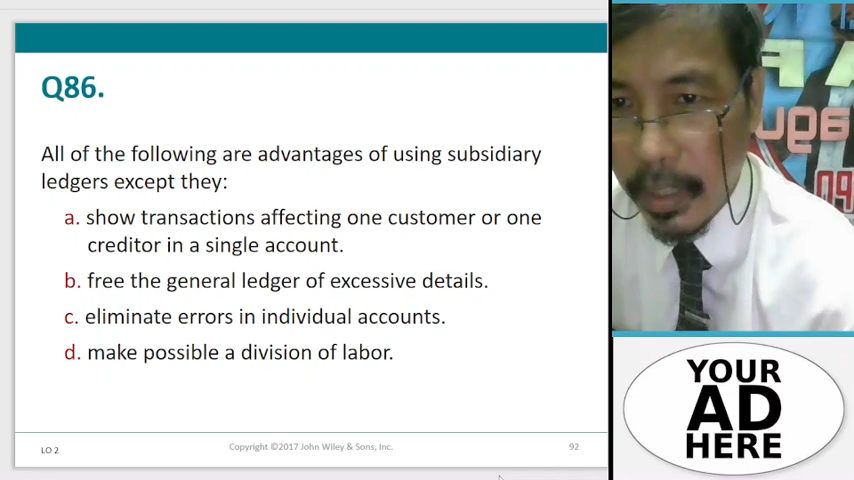 Q86.
All of the following are advantages of using subsidiary
ledgers except they:
a. show transactions affecting one customer or one
creditor in a single account.
b. free the general ledger of excessive details.
c. eliminate errors in individual accounts.
d. make possible a division of labor.
LO 2
Copyright ©2017 John Wiley & Sons, Inc.
92
YOUR
AD
HERE